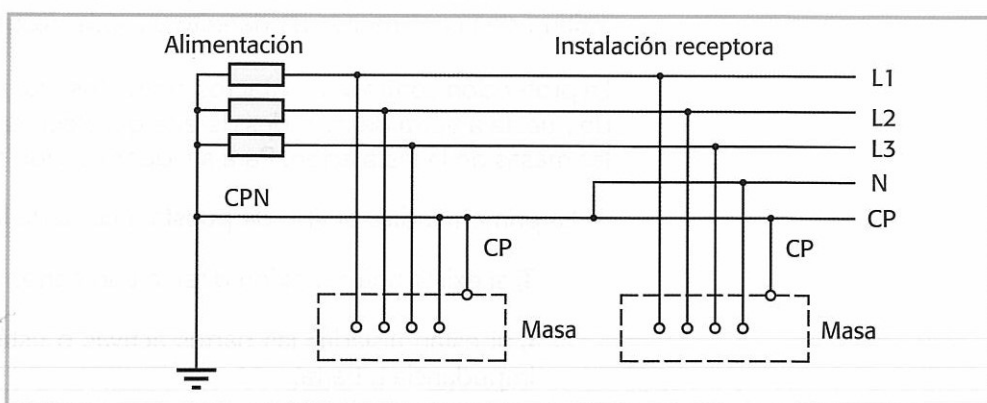 Alimentación
Instalación receptora
L1
L2
L3
N
CPN
CP
CP
CP
Masa
Masa